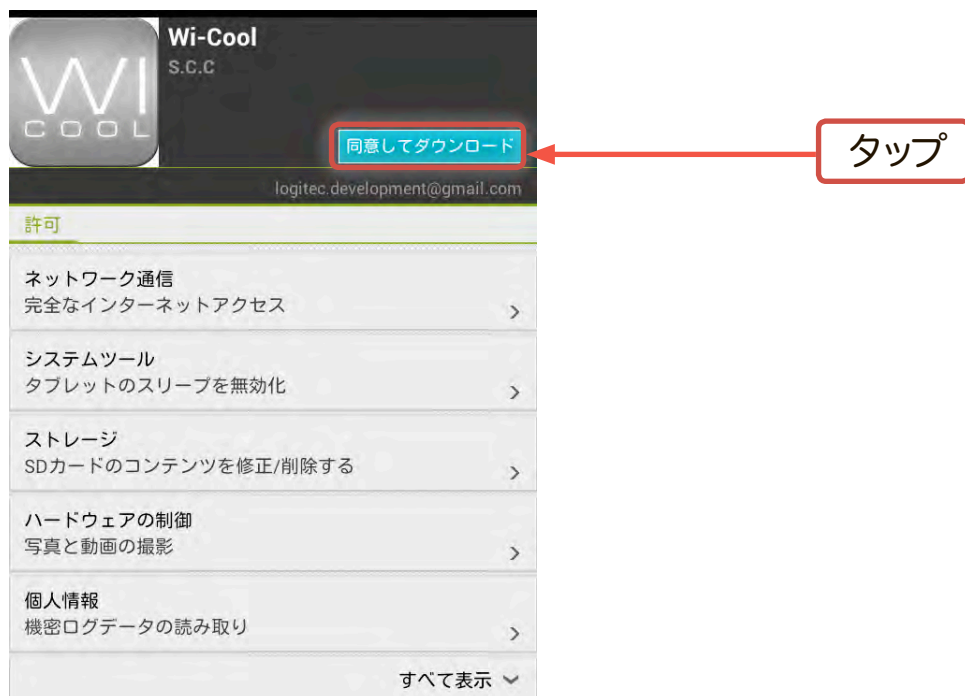 WI
COOL
Wi-Cool
S.C.C
同意してダウンロード
タップ
logitec.development@gmail.com
許可
ネットワーク通信
完全なインターネットアクセス
システムツール
タブレットのスリープを無効化
ストレージ
SDカードのコンテンツを修正/削除する
ハードウェアの制御
写真と動画の撮影
個人情報
機密ログデータの読み取り
すべて表示